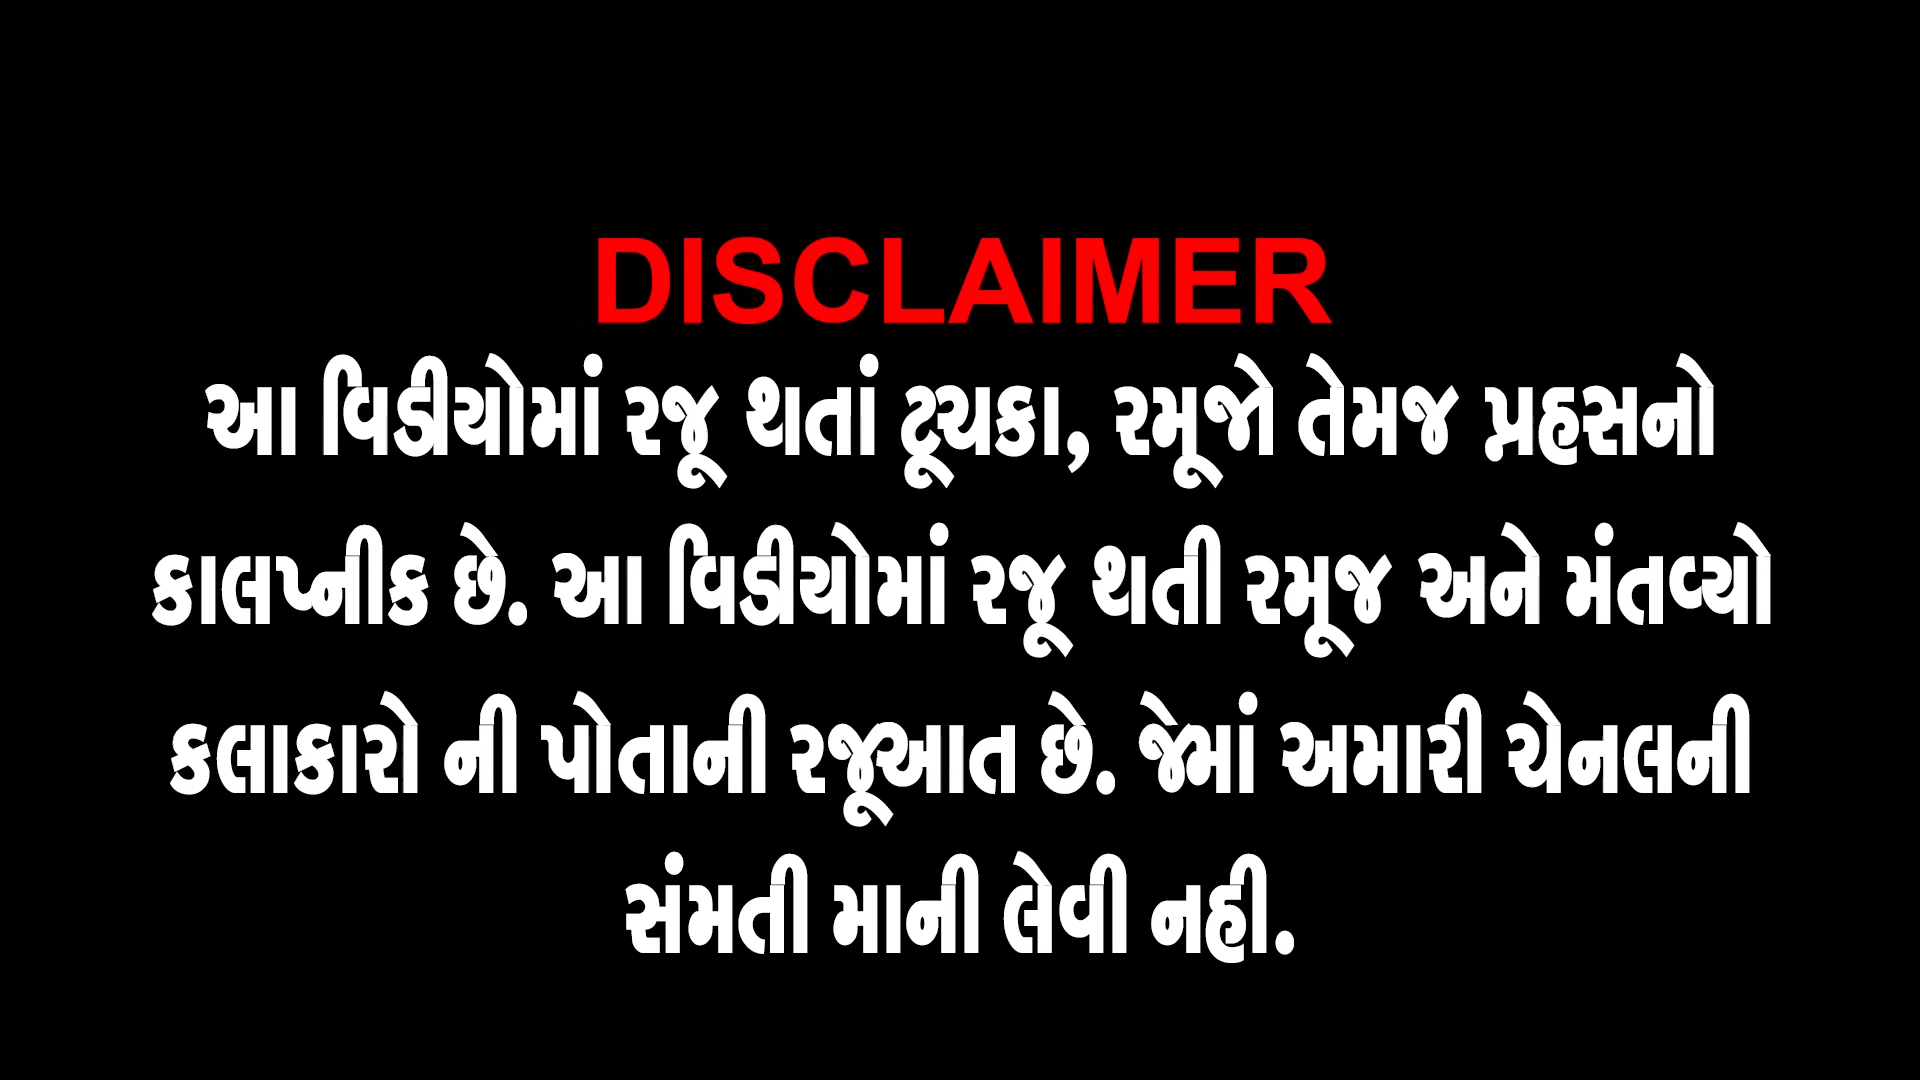 DISCLAIMER
આ વિડીયોમાં રજૂ થતાં ટૂચકા, રમૂજો તેમજ પ્રહસનો
કાલપ્નીક છે. આ વિડીયોમાં રજૂ થતી રમૂજ અને મંતવ્યો
કલાકારો ની પોતાની રજૂઆત છે. જેમાં અમારી ચેનલની
સંમતી માની લેવી નહી.